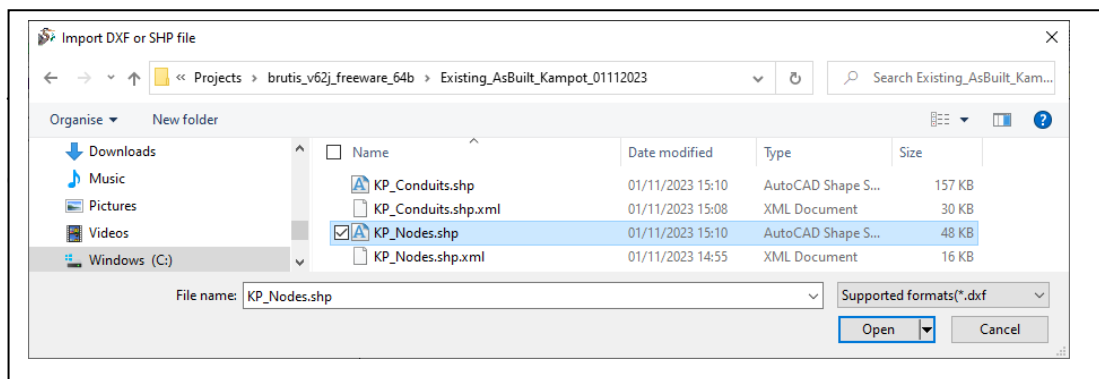 Import DXF or SHP file
« Projects > brutis_v62j_freeware_64b > Existing_AsBuilt_Kampot_01112023
Search Existing_AsBuilt_Kam...
Organise New folder
Name Date modified Type Size
Downloads
Music
Pictures
Videos
Windows (C:)
KP_Conduits.shp 01/11/2023 15:10 AutoCAD Shape S... 157 KB
KP_Conduits.shp.xml 01/11/2023 15:08 XML Document 30 KB
KP_Nodes.shp 01/11/2023 15:10 AutoCAD Shape S... 48 KB
KP_Nodes.shp.xml 01/11/2023 14:55 XML Document 16 KB
File name: KP_Nodes.shp Supported formats(*.dxf
Open Cancel